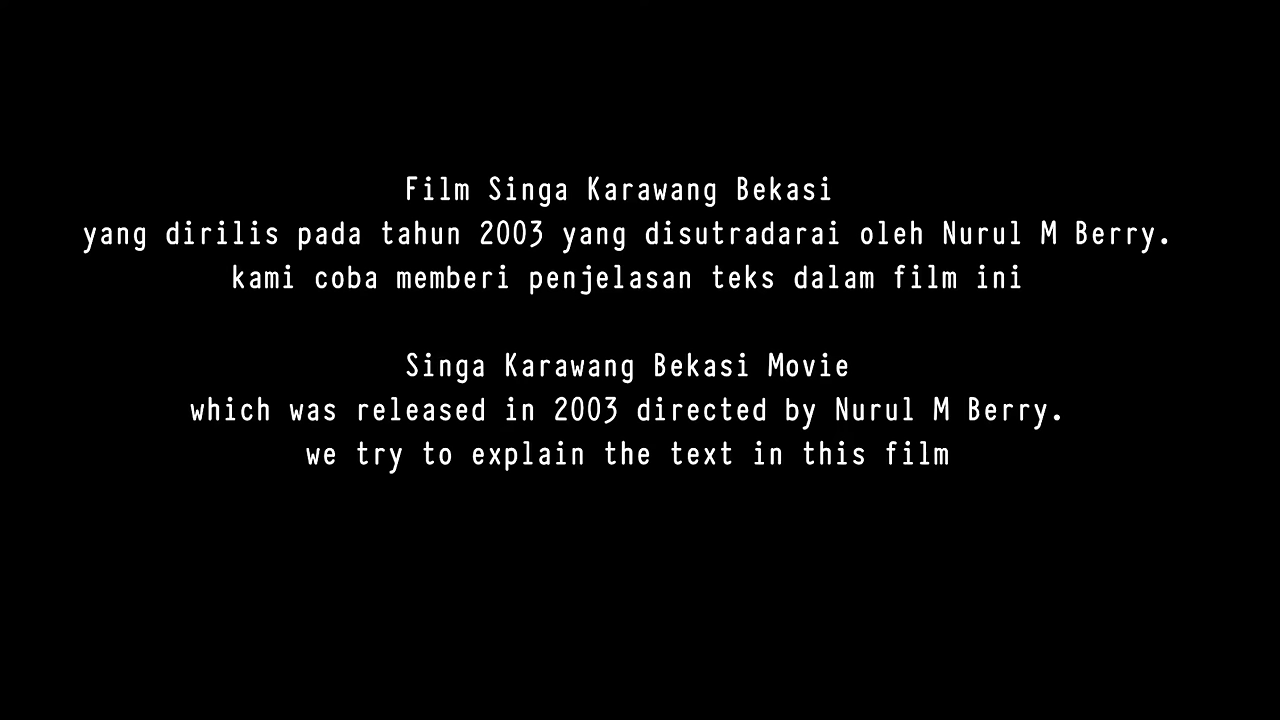 Film Singa Karawang Bekasi
yang dirilis pada tahun 2003 yang disutradarai oleh Nurul M Berry.
kami coba memberi penjelasan teks dalam film ini
Singa Karawang Bekasi Movie
which was released in 2003 directed by Nurul M Berry.
we try to explain the text in this film